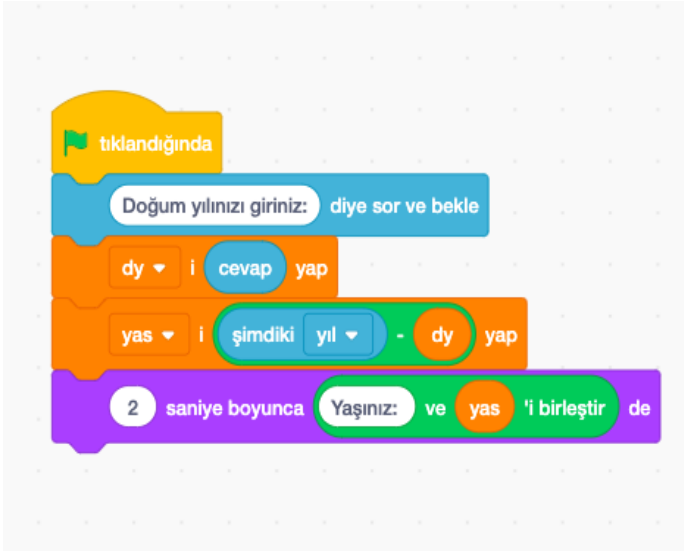 tıklandığında
Doğum yılınızı giriniz: diye sor ve bekle
dy i cevap yap
yas i şimdiki yıl - dy yap
2 saniye boyunca Yaşınız: ve yas 'i birleştir de